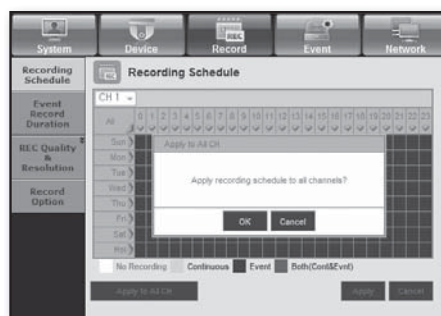 System Device Record Event Network
Recording Schedule
Event Record Duration
REC Quality & Resolution
Record Option
Recording Schedule
CH 1
0 1 2 3 4 5 6 7 8 9 10 11 12 13 14 15 16 17 18 19 20 21 22 23
All
Sun
Mon
Tue
Wed
Thu
Fri
Sat
Hol
Apply to All CH
Apply recording schedule to all channels?
OK Cancel
No Recording Continuous Event Both(Cont&Evnt)
Apply to All CH Apply Cancel